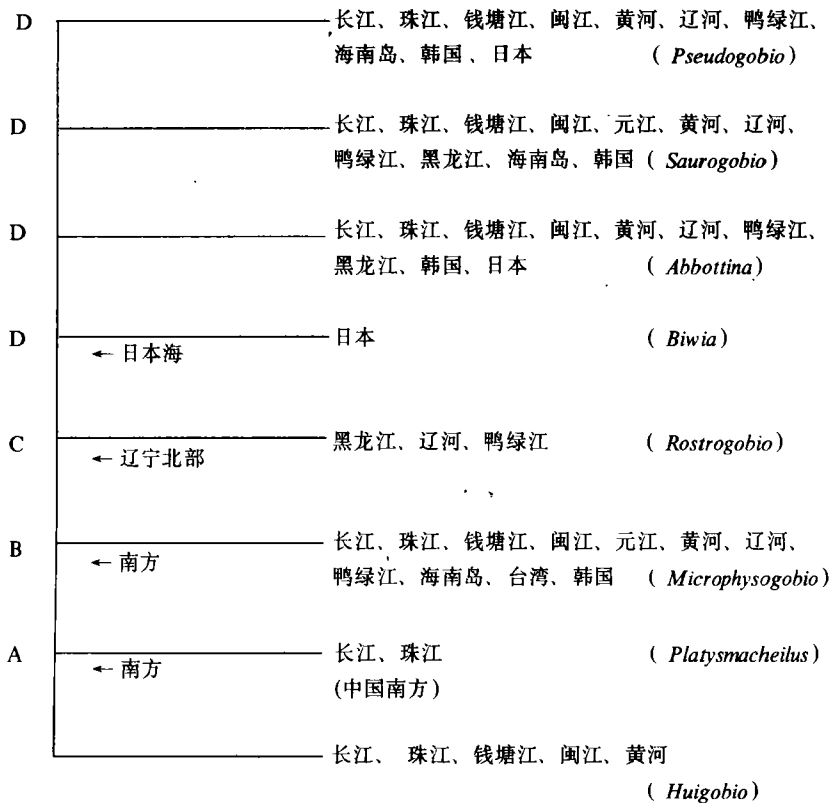 D 长江、珠江、钱塘江、闽江、黄河、辽河、鸭绿江、
海南岛、韩国、日本 (Pseudogobio)
D 长江、珠江、钱塘江、闽江、元江、黄河、辽河、
鸭绿江、黑龙江、海南岛、韩国 (Saurogobio)
D 长江、珠江、钱塘江、闽江、黄河、辽河、鸭绿江、
黑龙江、韩国、日本 (Abbottina)
D 日本 (Biwia)
←日本海
C 黑龙江、辽河、鸭绿江 (Rostrogobio)
←辽宁北部
B 长江、珠江、钱塘江、闽江、元江、黄河、辽河、
←南方 鸭绿江、海南岛、台湾、韩国 (Microphysogobio)
A 长江、珠江 (Platysmacheilus)
←南方 (中国南方)
长江、珠江、钱塘江、闽江、黄河
(Huigobio)